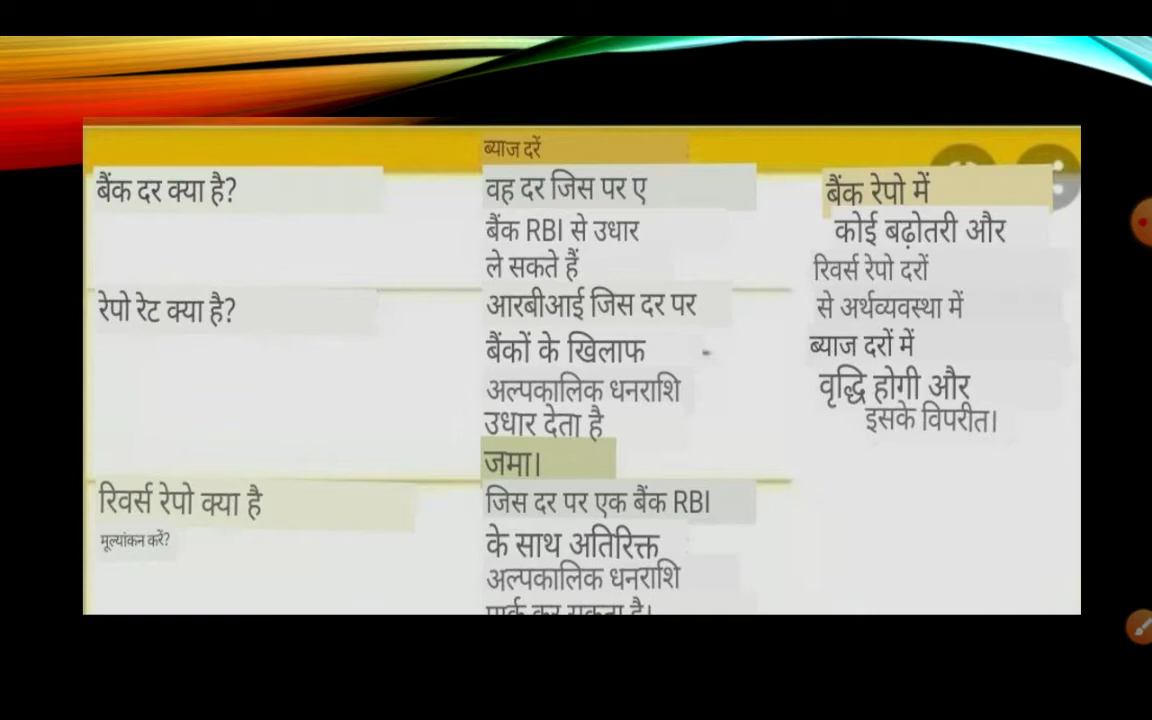 ब्याज दरें
बैंक दर क्या है?
वह दर जिस पर ए
बैंक RBI से उधार
ले सकते हैं
रेपो रेट क्या है?
आरबीआई जिस दर पर
बैंकों के खिलाफ
अल्पकालिक धनराशि
उधार देता है
जमा।
रिवर्स रेपो क्या है
मूल्यांकन करें?
जिस दर पर एक बैंक RBI
के साथ अतिरिक्त
अल्पकालिक धनराशि
पार्क कर सकता है।
बैंक रेपो में
कोई बढ़ोतरी और
रिवर्स रेपो दरों
से अर्थव्यवस्था में
ब्याज दरों में
वृद्धि होगी और
इसके विपरीत।